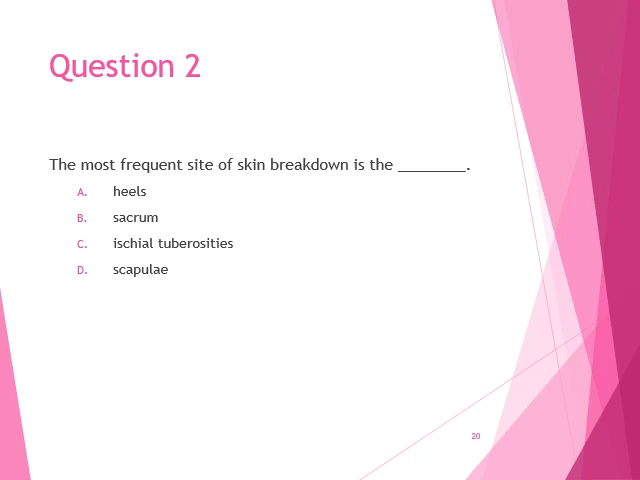 Question 2
The most frequent site of skin breakdown is the ________.
A. heels
B. sacrum
C. ischial tuberosities
D. scapulae
20